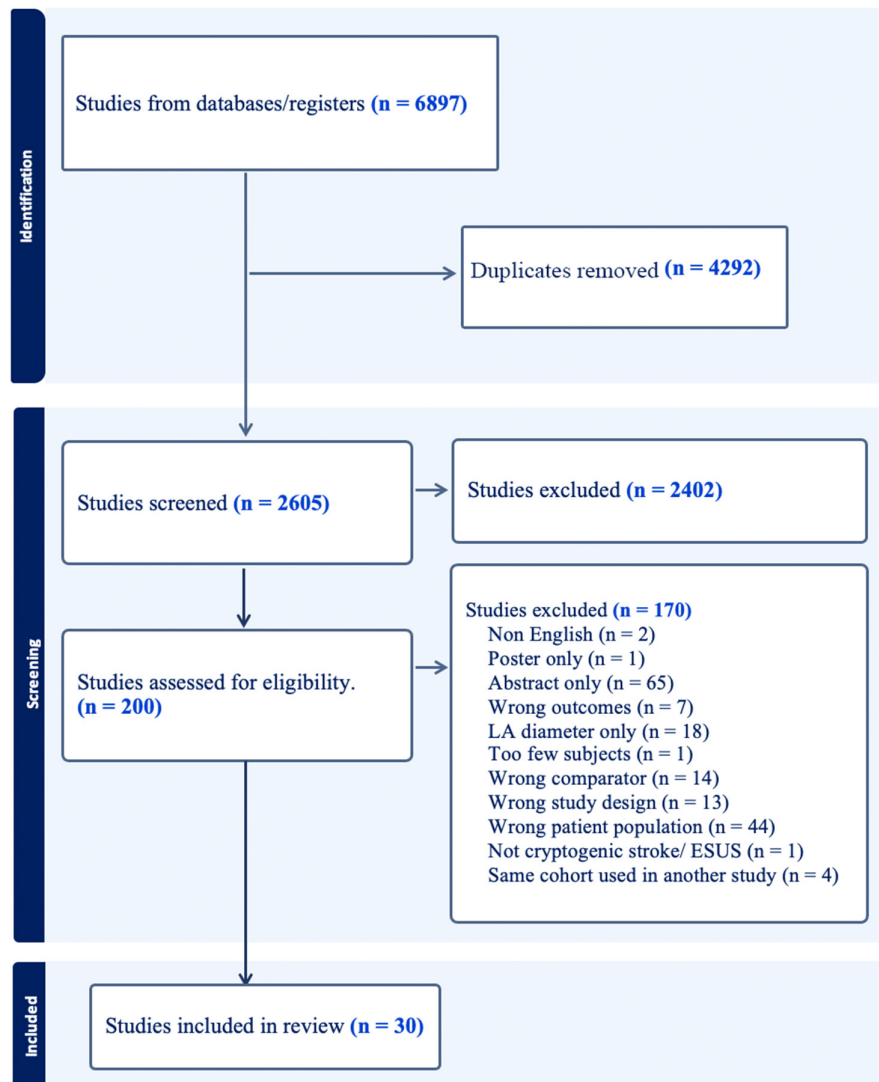 Identification
Studies from databases/registers (n = 6897)
Duplicates removed (n = 4292)
Screening
Studies screened (n = 2605)
Studies excluded (n = 2402)
Studies assessed for eligibility.
(n = 200)
Studies excluded (n = 170)
Non English (n = 2)
Poster only (n = 1)
Abstract only (n = 65)
Wrong outcomes (n = 7)
LA diameter only (n = 18)
Too few subjects (n = 1)
Wrong comparator (n = 14)
Wrong study design (n = 13)
Wrong patient population (n = 44)
Not cryptogenic stroke/ ESUS (n = 1)
Same cohort used in another study (n = 4)
Included
Studies included in review (n = 30)